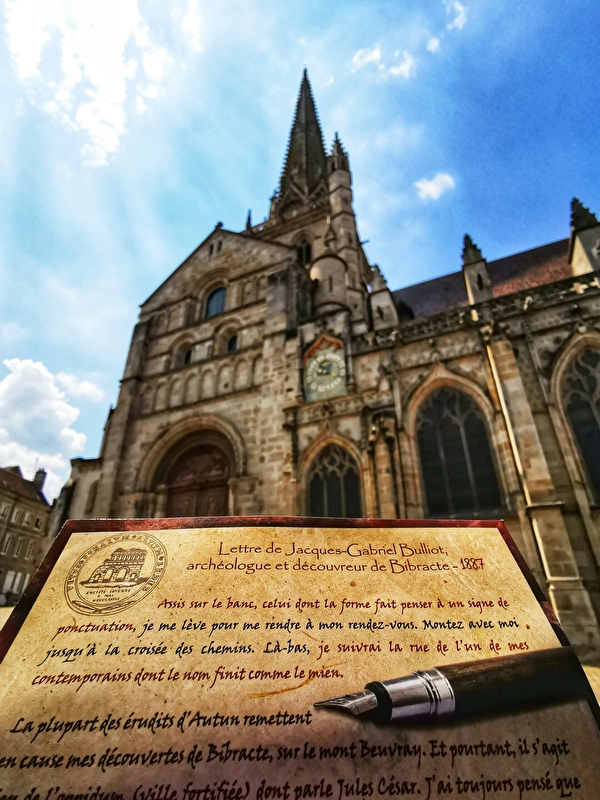 Lettre de Jacques-Gabriel Bulliot,
archéologue et découvreur de Bibracte - 1887
Assis sur le banc, celui dont la forme fait penser à un signe de
ponctuation, je me lève pour me rendre à mon rendez-vous. Montez avec moi
jusqu'à la croisée des chemins. Là-bas, je suivrai la rue de l'un de mes
contemporains dont le nom finit comme le mien.
La plupart des érudits d'Autun remettent
en cause mes découvertes de Bibracte, sur le mont Beuvray. Et pourtant, il s'agit
de l'oppidum (ville fortifiée) dont parle Jules César. J'ai toujours pensé que